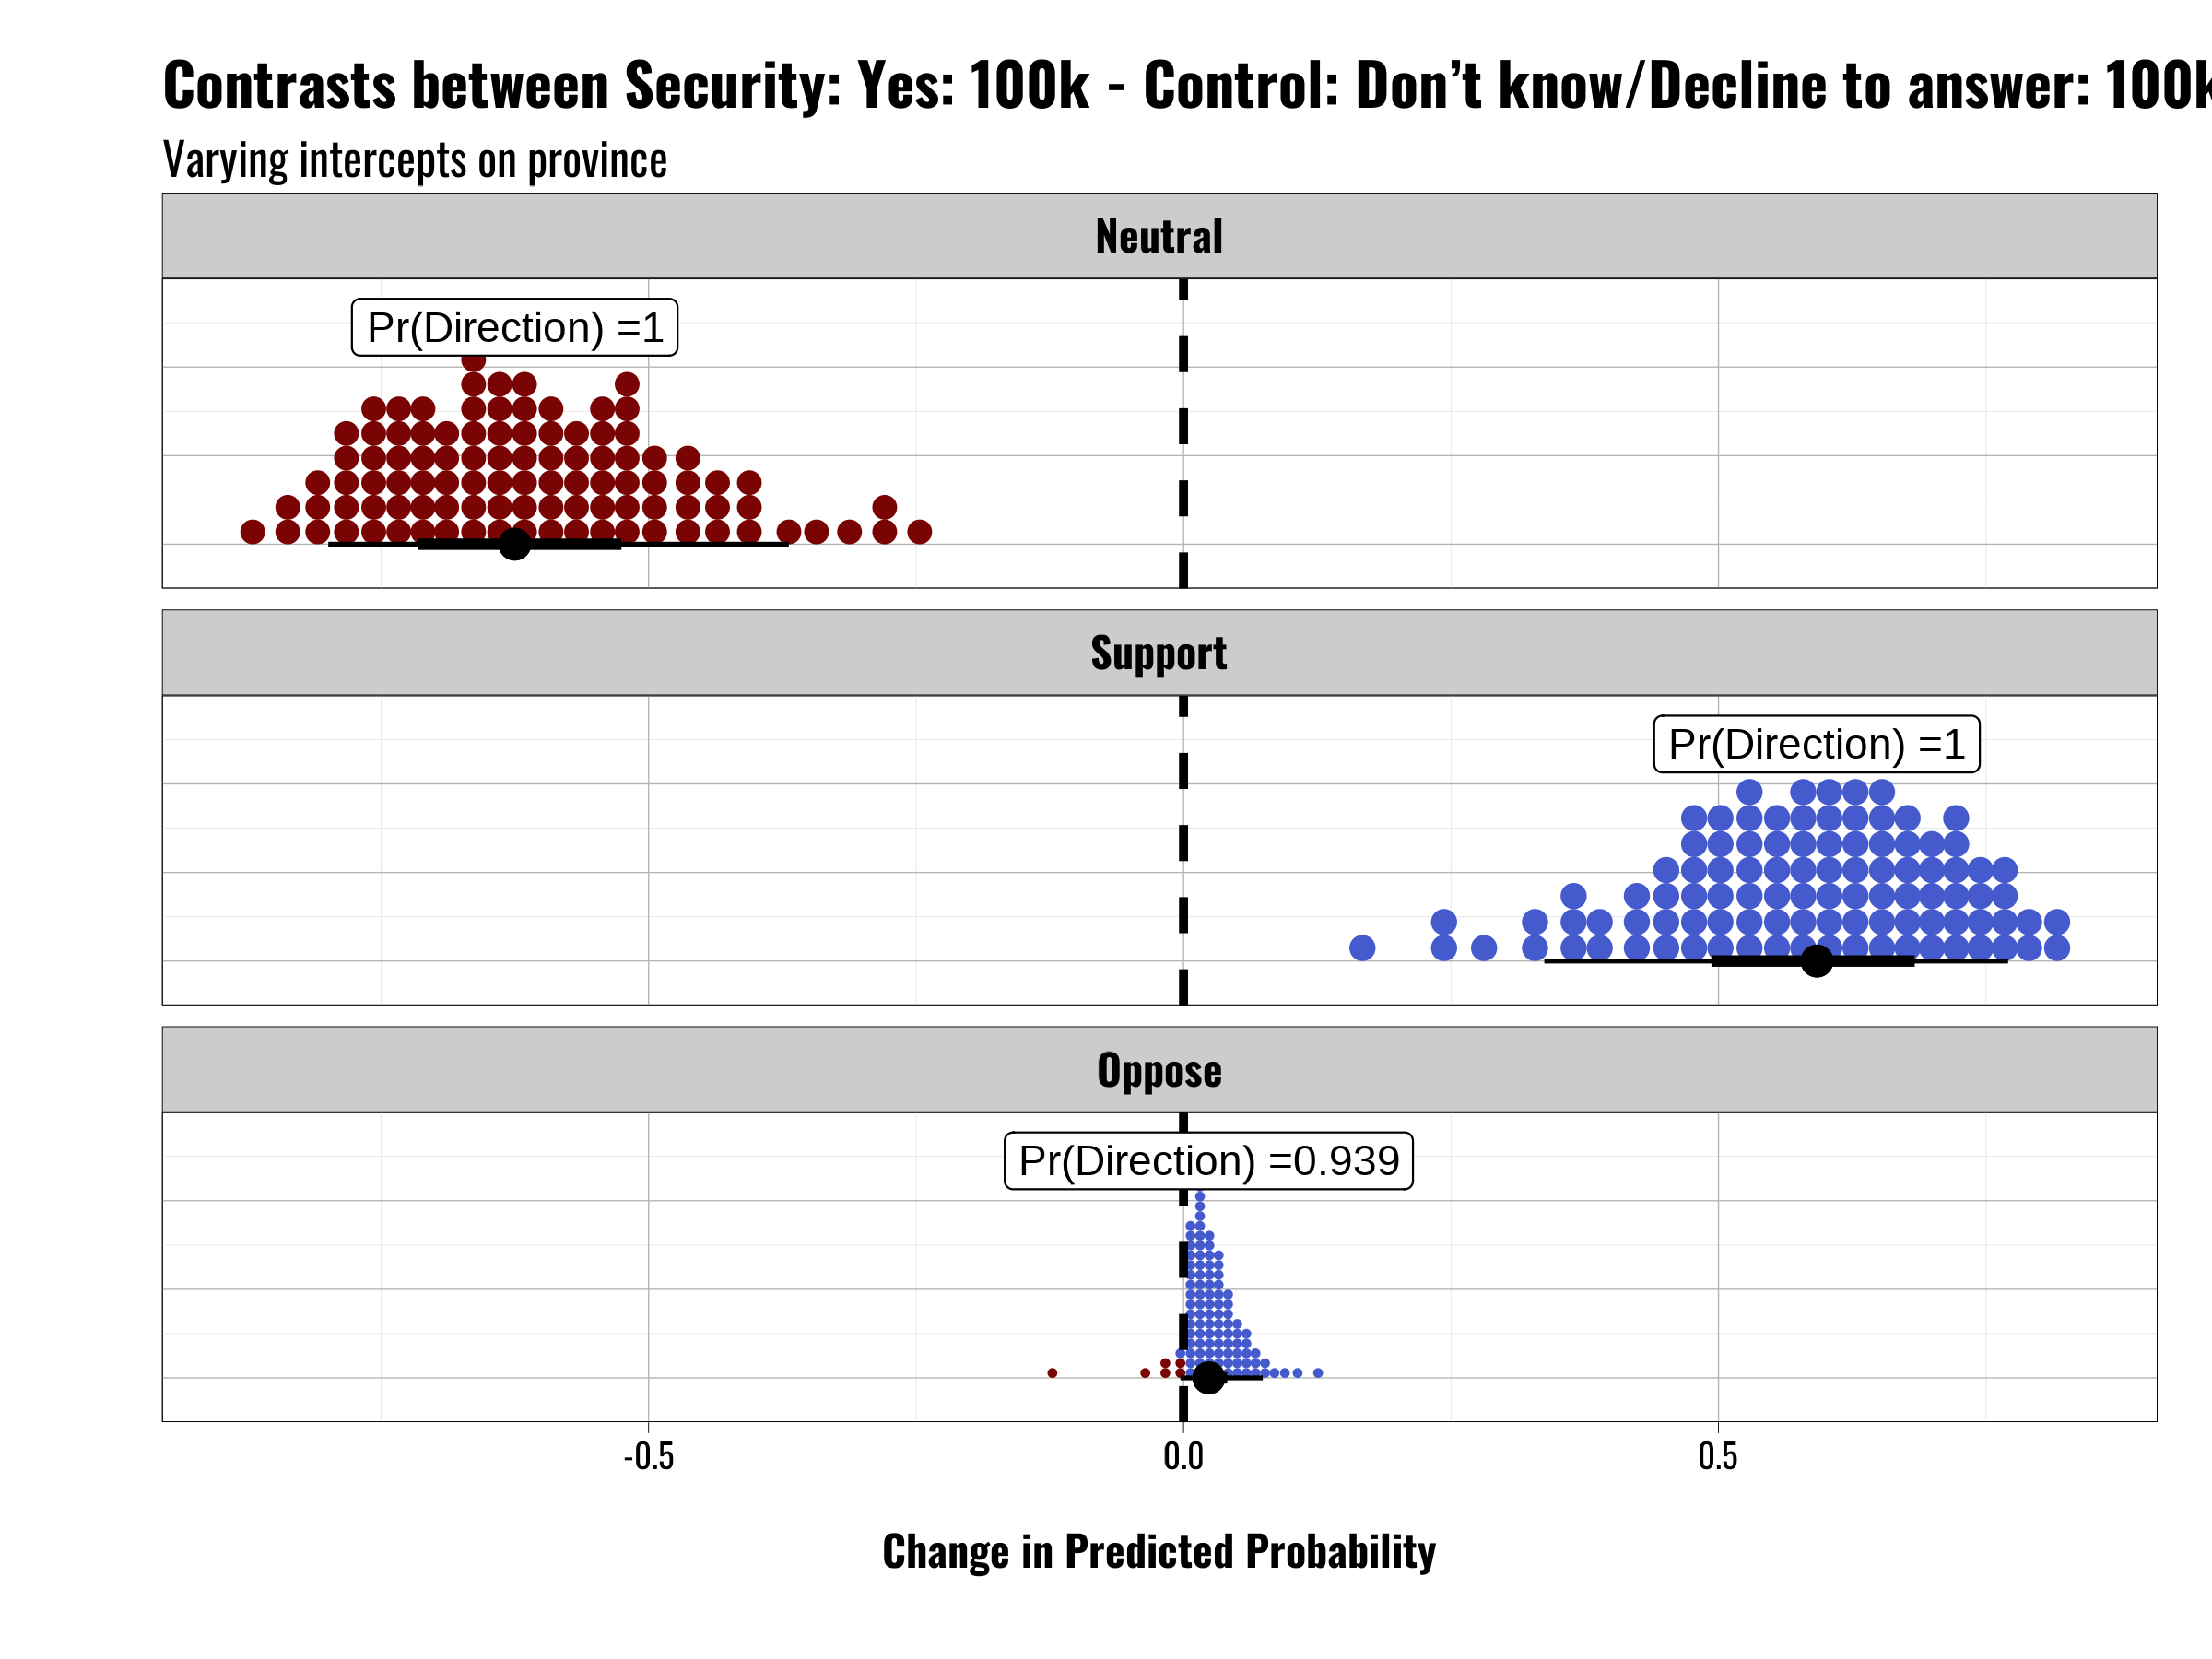 Contrasts between Security: Yes: 100k - Control: Don’t know/Decline to answer: 100k
Varying intercepts on province
Neutral
Pr(Direction) =1
Support
Pr(Direction) =1
Oppose
Pr(Direction) =0.939
-0.5 0.0 0.5
Change in Predicted Probability